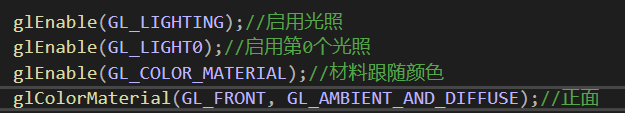 glEnable(GL_LIGHTING);//启用光照
glEnable(GL_LIGHT0);//启用第0个光照
glEnable(GL_COLOR_MATERIAL);//材料跟随颜色
glColorMaterial(GL_FRONT, GL_AMBIENT_AND_DIFFUSE);//正面